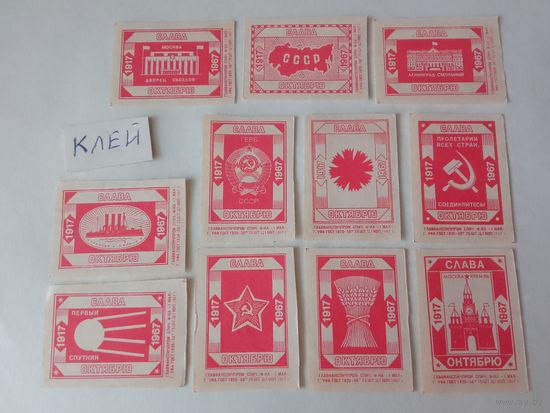 СЛАВА
МОСКВА
ДВОРЕЦ СЪЕЗДОВ
1917
1967
ОКТЯБРЮ
СЛАВА
СССР
1917
1967
ОКТЯБРЮ
СЛАВА
1917
1967
ЛЕНИНГРАД СМОЛЬНЫЙ
ОКТЯБРЮ
КЛЕЙ
СЛАВА
ГЕРБ
СССР
1917
1967
ОКТЯБРЮ
СЛАВА
1917
1967
ОКТЯБРЮ
СЛАВА
ПРОЛЕТАРИИ
ВСЕХ СТРАН,
СОЕДИНЯЙТЕСЬ!
1917
1967
ОКТЯБРЮ
СЛАВА
1917
1967
ОКТЯБРЮ
СЛАВА
ПЕРВЫЙ
СПУТНИК
1917
1967
ОКТЯБРЮ
СЛАВА
1917
1967
ОКТЯБРЮ
СЛАВА
1917
1967
ОКТЯБРЮ
СЛАВА
МОСКВА-КРЕМЛЬ
1917
1967
ОКТЯБРЮ